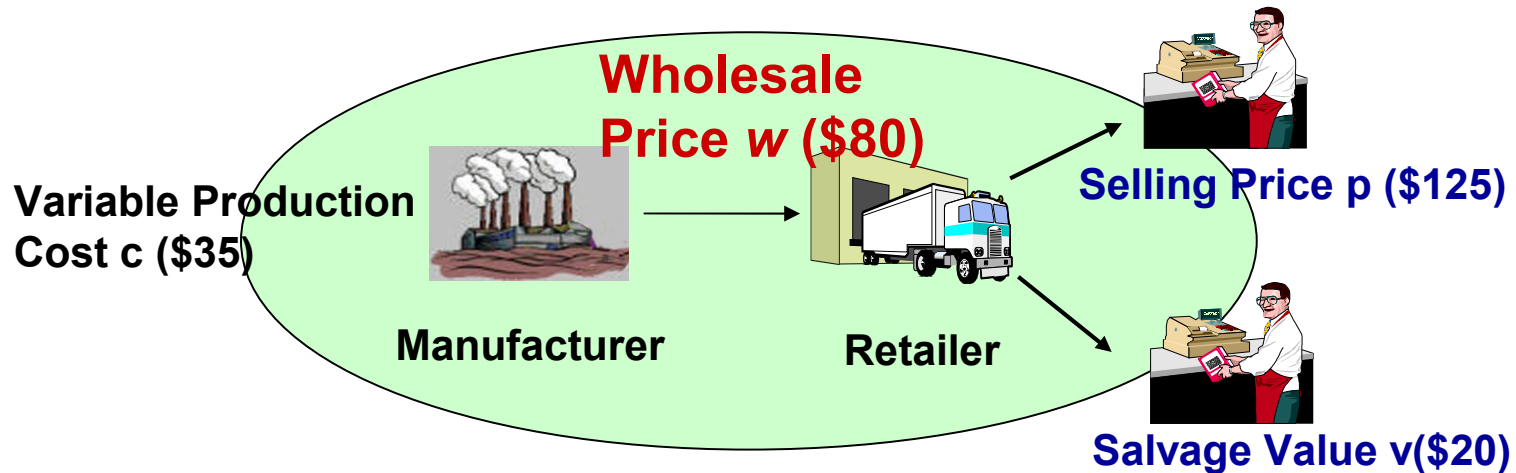 Wholesale
Price w ($80)
Selling Price p ($125)
Variable Production
Cost c ($35)
Manufacturer
Retailer
Salvage Value v($20)